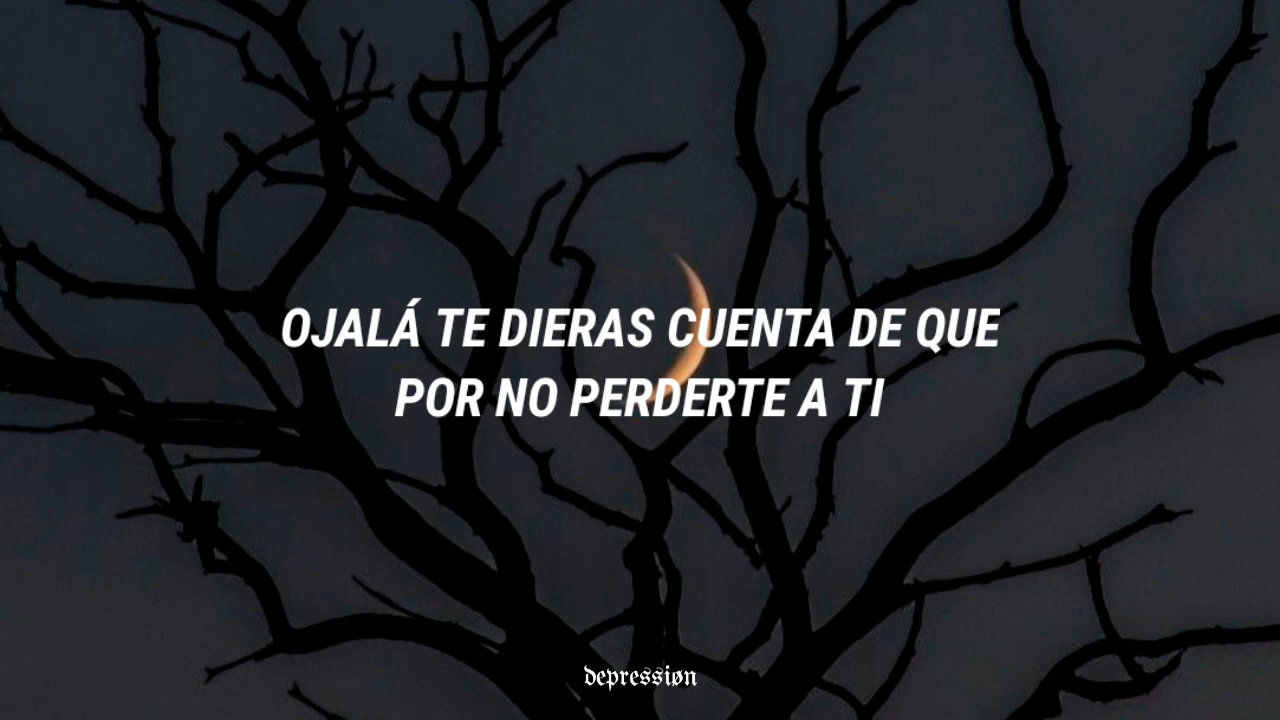 OJALÁ TE DIERAS CUENTA DE QUE
POR NO PERDERTE A TI
depressiøn